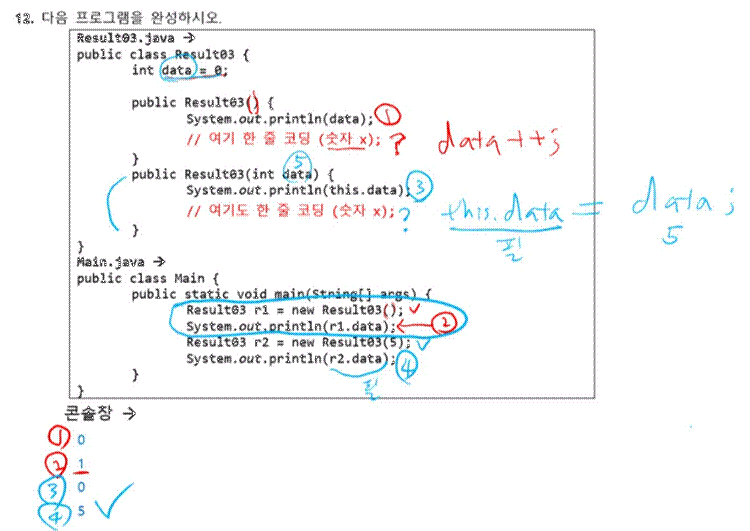 12. 다음 프로그램을 완성하시오.
Result03.java →
public class Result03 {
int data = 0;
public Result03() {
System.out.println(data); ①
// 여기 한 줄 코딩 (숫자 x); ? data++;
}
5
public Result03(int data) {
System.out.println(this.data); ③
// 여기도 한 줄 코딩 (숫자 x); ? this.data = data;
필 5
}
}
Main.java →
public class Main {
public static void main(String[] args) {
Result03 r1 = new Result03(); ✓
System.out.println(r1.data); ← ②
Result03 r2 = new Result03(5); ✓
System.out.println(r2.data); ④
필
}
}
콘솔창 →
① 0
② 1
③ 0
④ 5 ✓